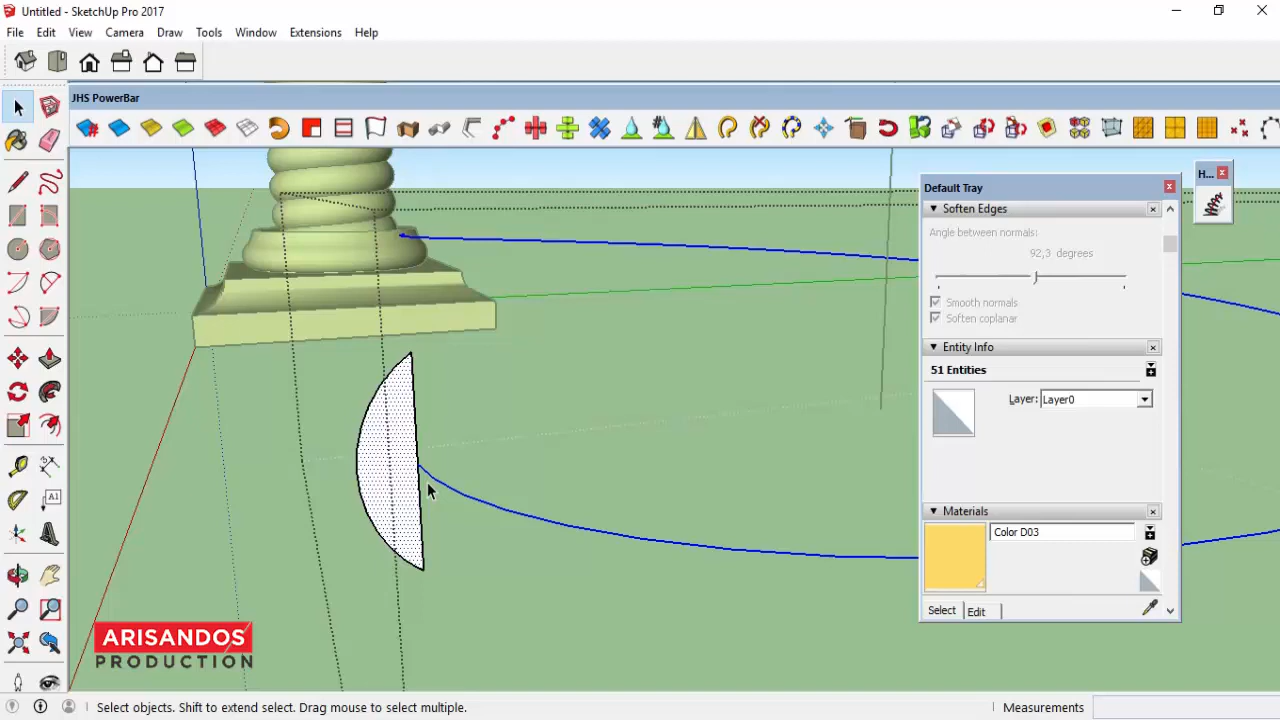 Untitled - SketchUp Pro 2017
File Edit View Camera Draw Tools Window Extensions Help
JHS PowerBar
Default Tray
H...
Soften Edges
Angle between normals:
92,3 degrees
Smooth normals
Soften coplanar
Entity Info
51 Entities
Layer: Layer0
Materials
Color D03
Select Edit
A1
ARISANDOS
PRODUCTION
Select objects. Shift to extend select. Drag mouse to select multiple.
Measurements